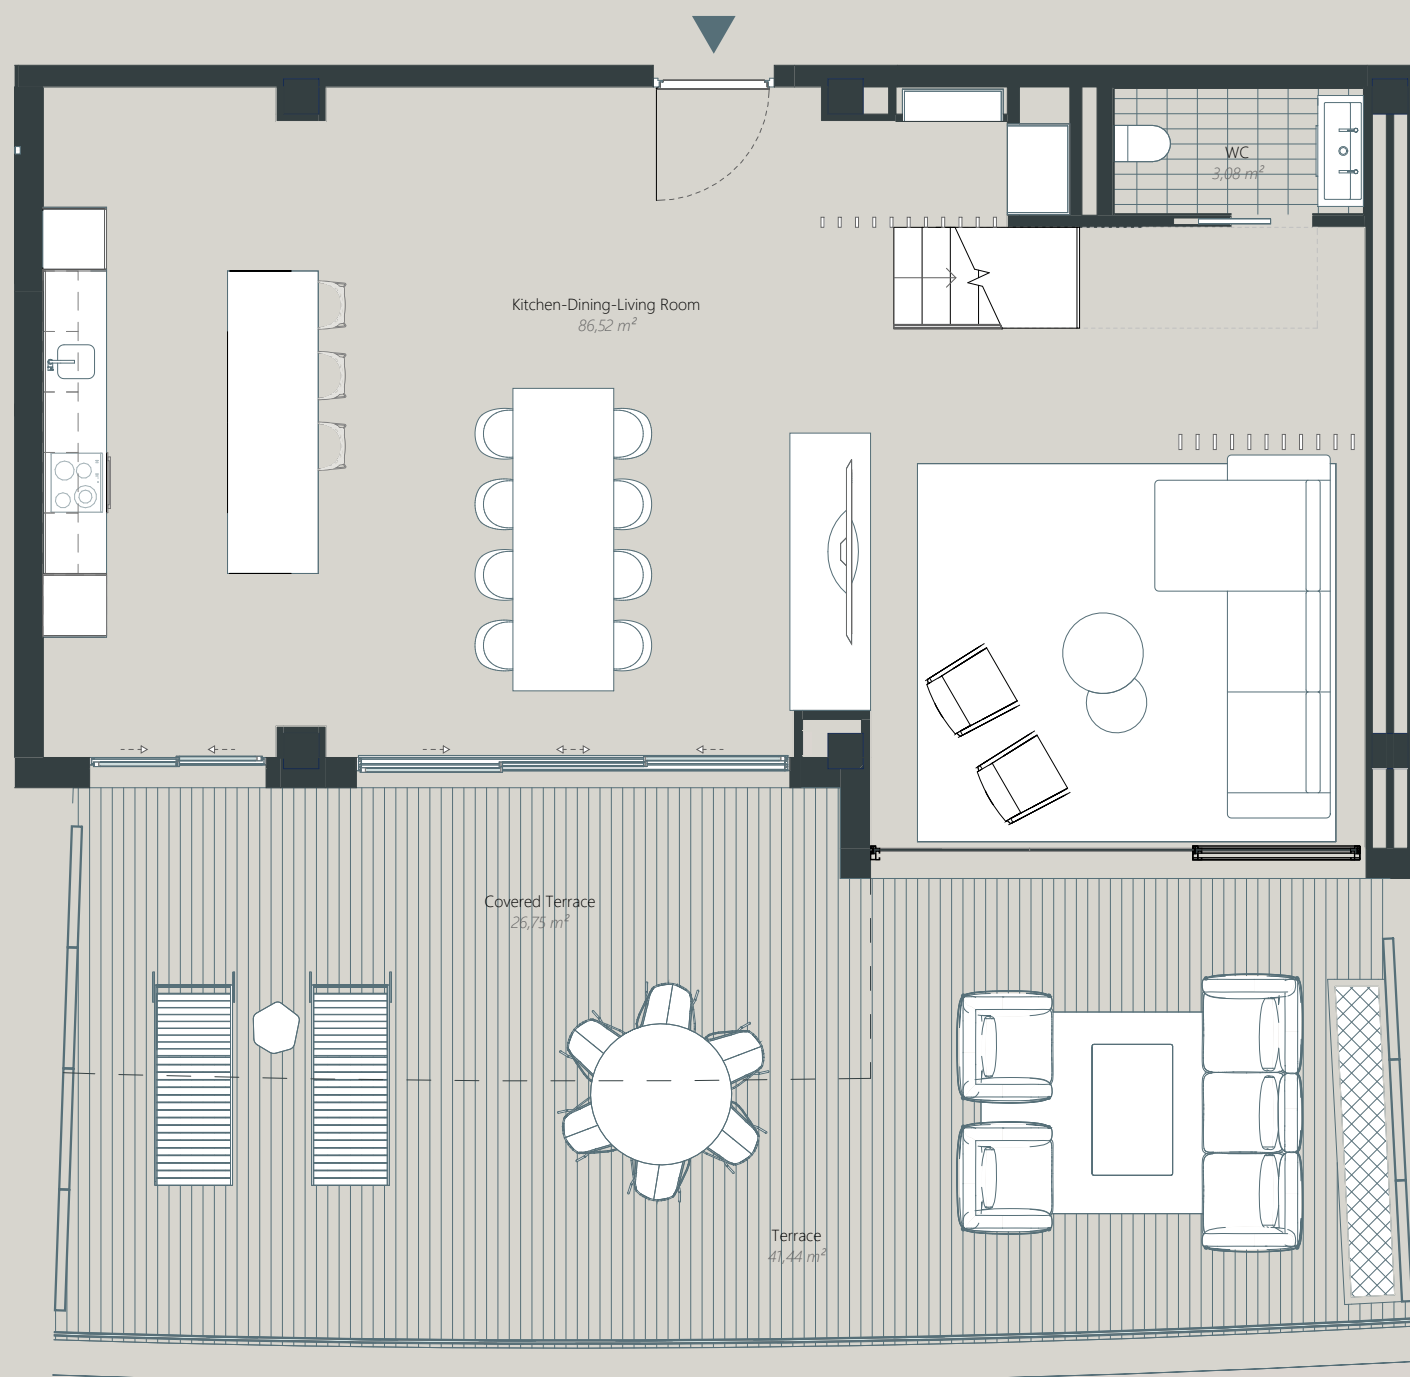 WC
3,08 m²
Kitchen-Dining-Living Room
86,52 m²
Covered Terrace
26,75 m²
Terrace
41,44 m²